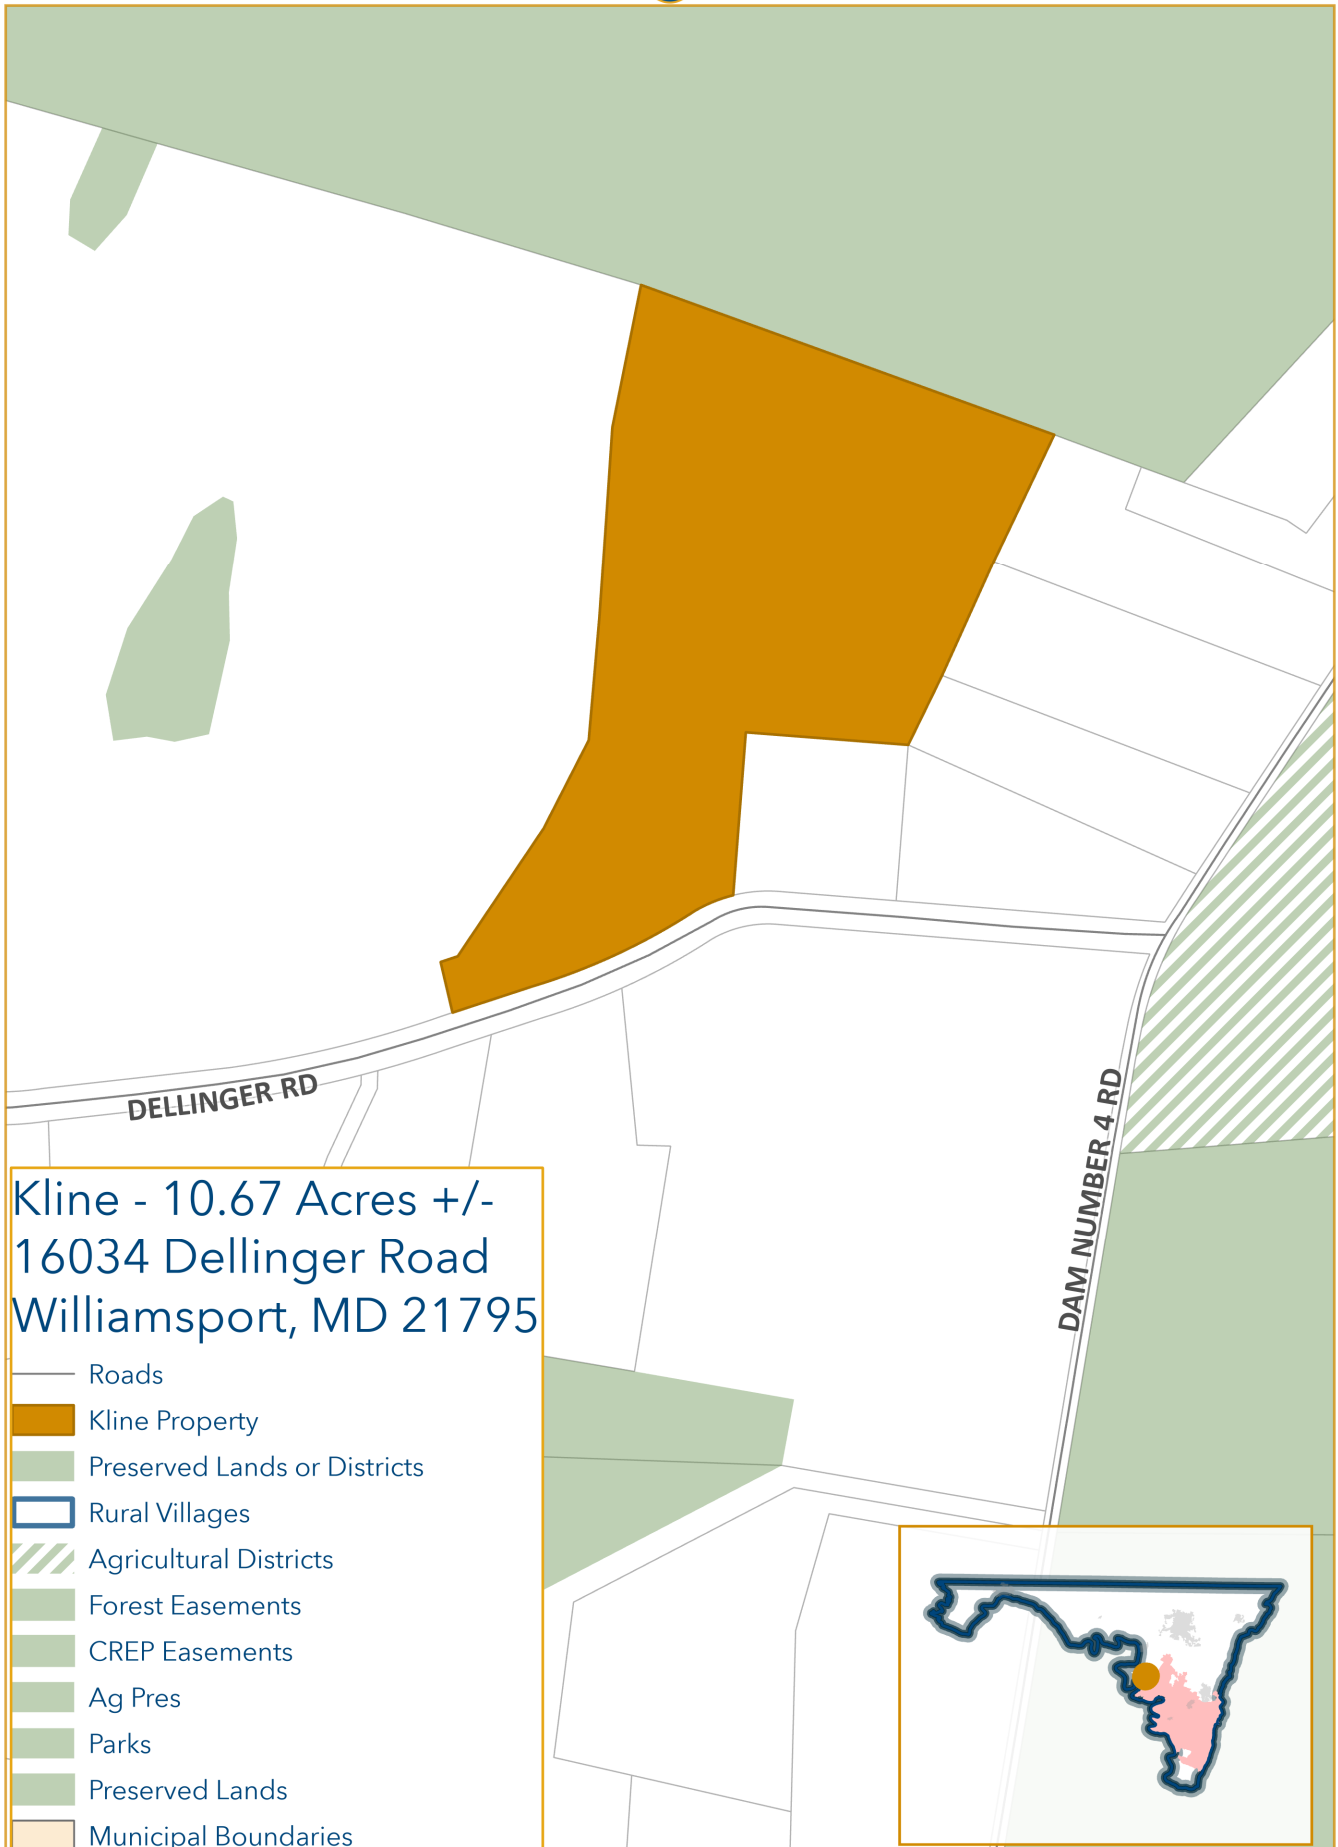 DELLINGER RD
DAM NUMBER 4 RD
Kline - 10.67 Acres +/-
16034 Dellinger Road
Williamsport, MD 21795
Roads
Kline Property
Preserved Lands or Districts
Rural Villages
Agricultural Districts
Forest Easements
CREP Easements
Ag Pres
Parks
Preserved Lands
Municipal Boundaries